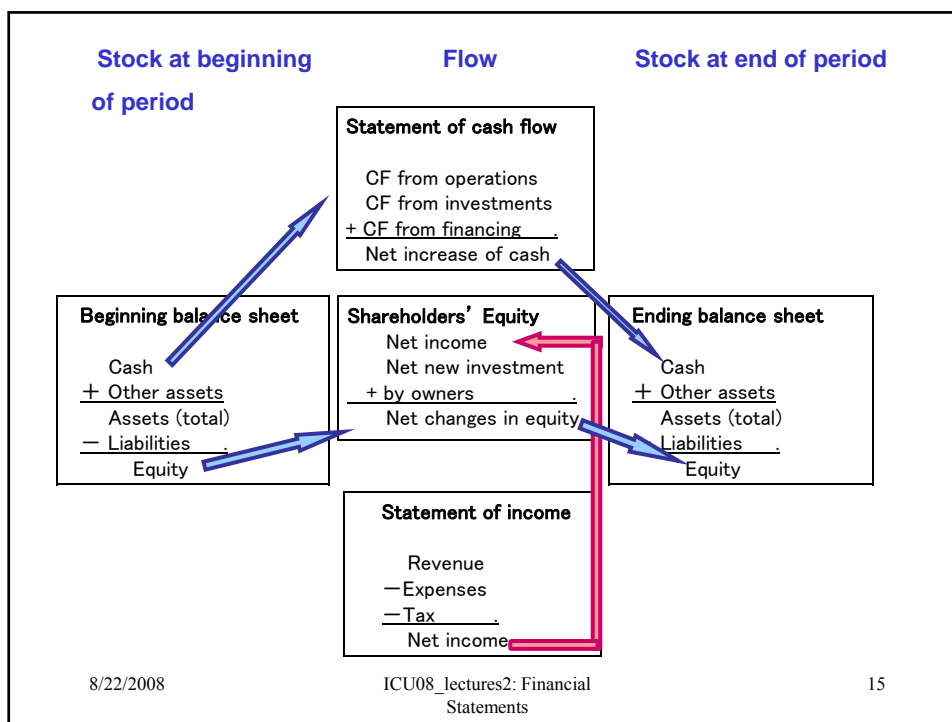 Stock at beginning
of period
Flow
Stock at end of period
Statement of cash flow
CF from operations
CF from investments
+ CF from financing .
Net increase of cash
Beginning balance sheet
Cash
+ Other assets
Assets (total)
− Liabilities .
Equity
Shareholders' Equity
Net income
Net new investment
+ by owners .
Net changes in equity
Ending balance sheet
Cash
+ Other assets
Assets (total)
− Liabilities .
Equity
Statement of income
Revenue
−Expenses
−Tax .
Net income
8/22/2008
ICU08_lectures2: Financial
Statements
15